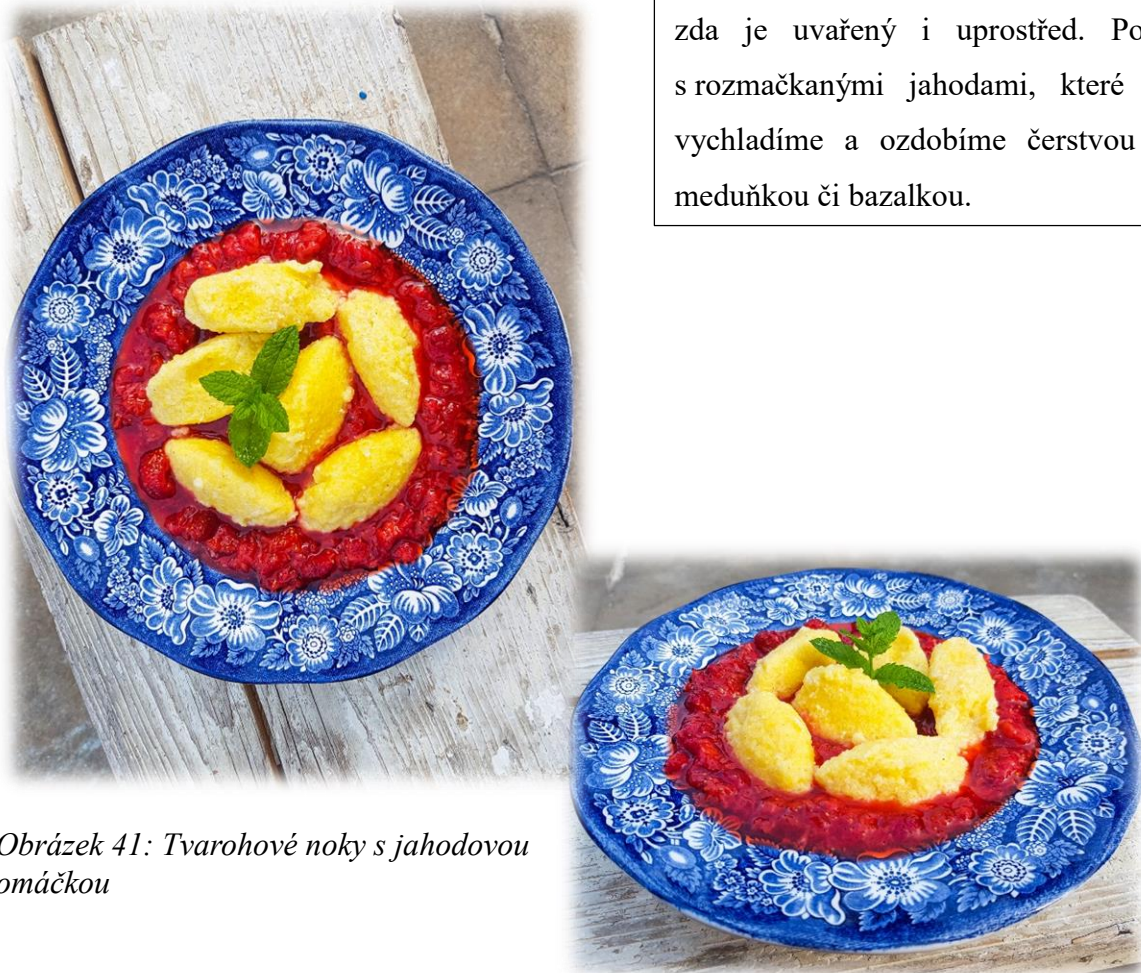 zda je uvařený i uprostřed. Po
s rozmačkanými jahodami, které
vychladíme a ozdobíme čerstvou
meduňkou či bazalkou.
Obrázek 41: Tvarohové noky s jahodovou
omáčkou